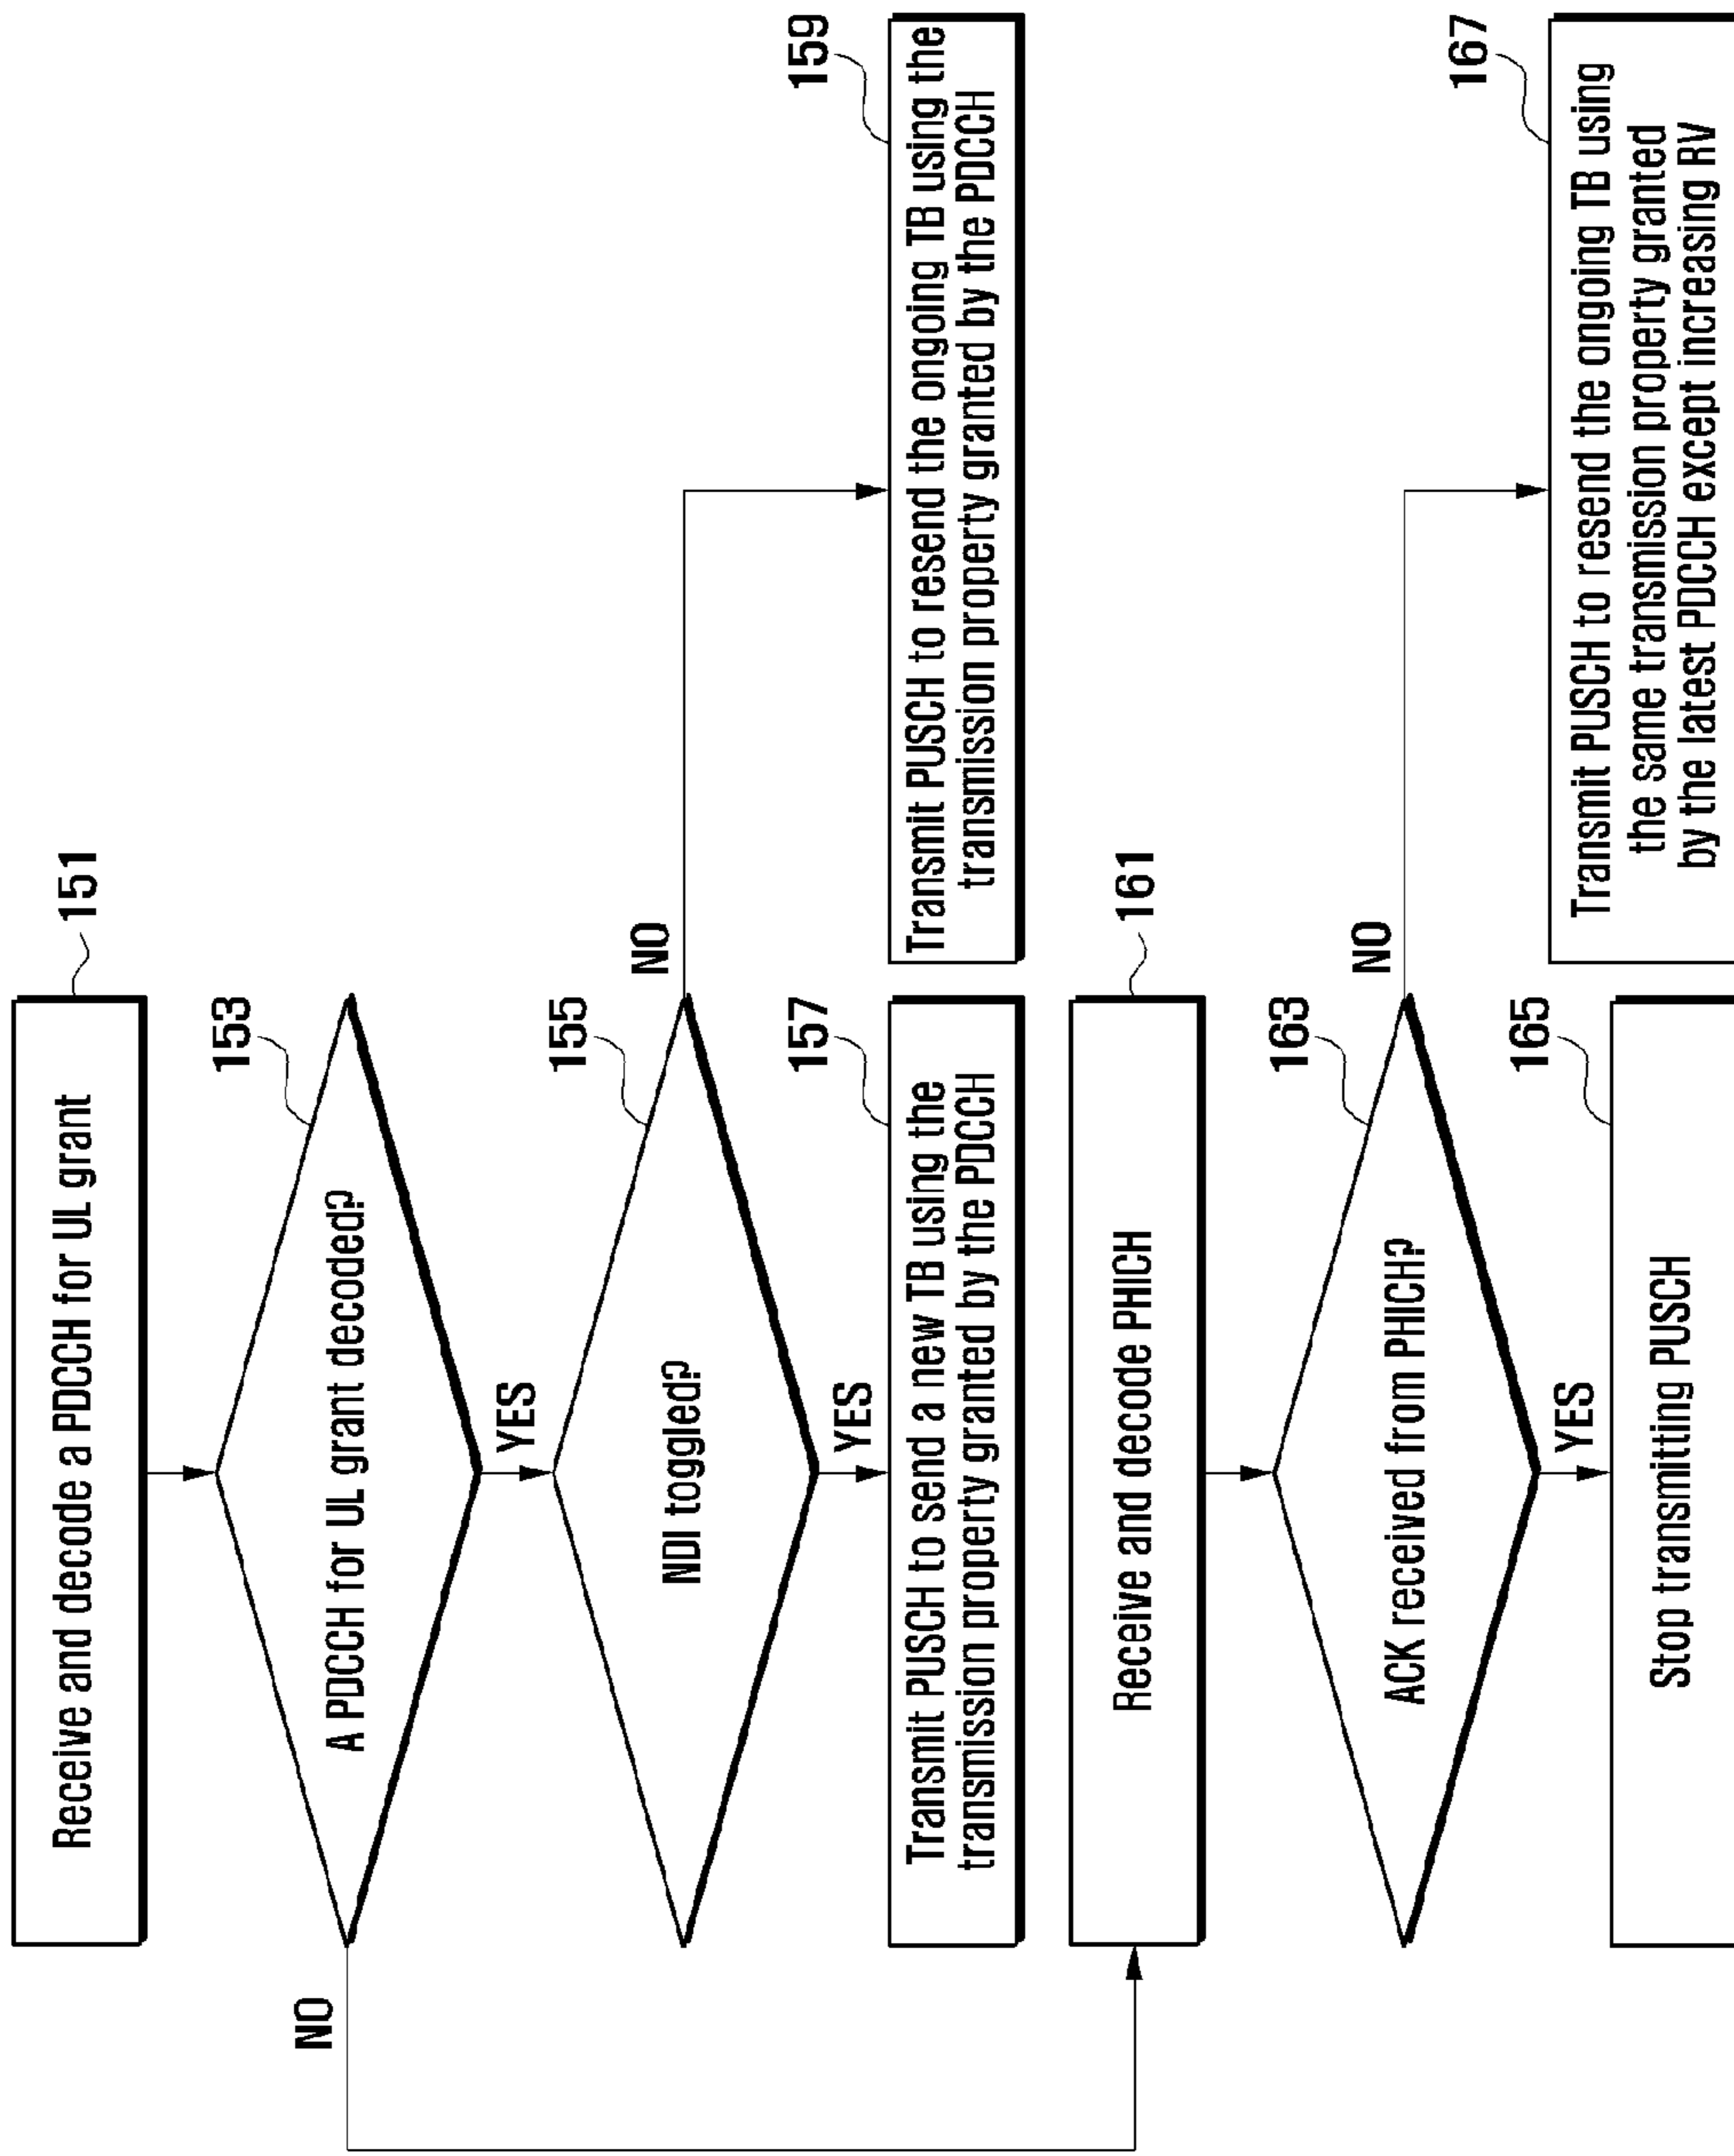 151
Receive and decode a PDCCH for UL grant
153
A PDCCH for UL grant decoded?
NO
YES
155
NDI toggled?
NO
YES
157
Transmit PUSCH to send a new TB using the
transmission property granted by the PDCCH
159
Transmit PUSCH to resend the ongoing TB using the
transmission property granted by the PDCCH
161
Receive and decode PHICH
163
ACK received from PHICH?
NO
YES
165
Stop transmitting PUSCH
167
Transmit PUSCH to resend the ongoing TB using
the same transmission property granted
by the latest PDCCH except increasing RV